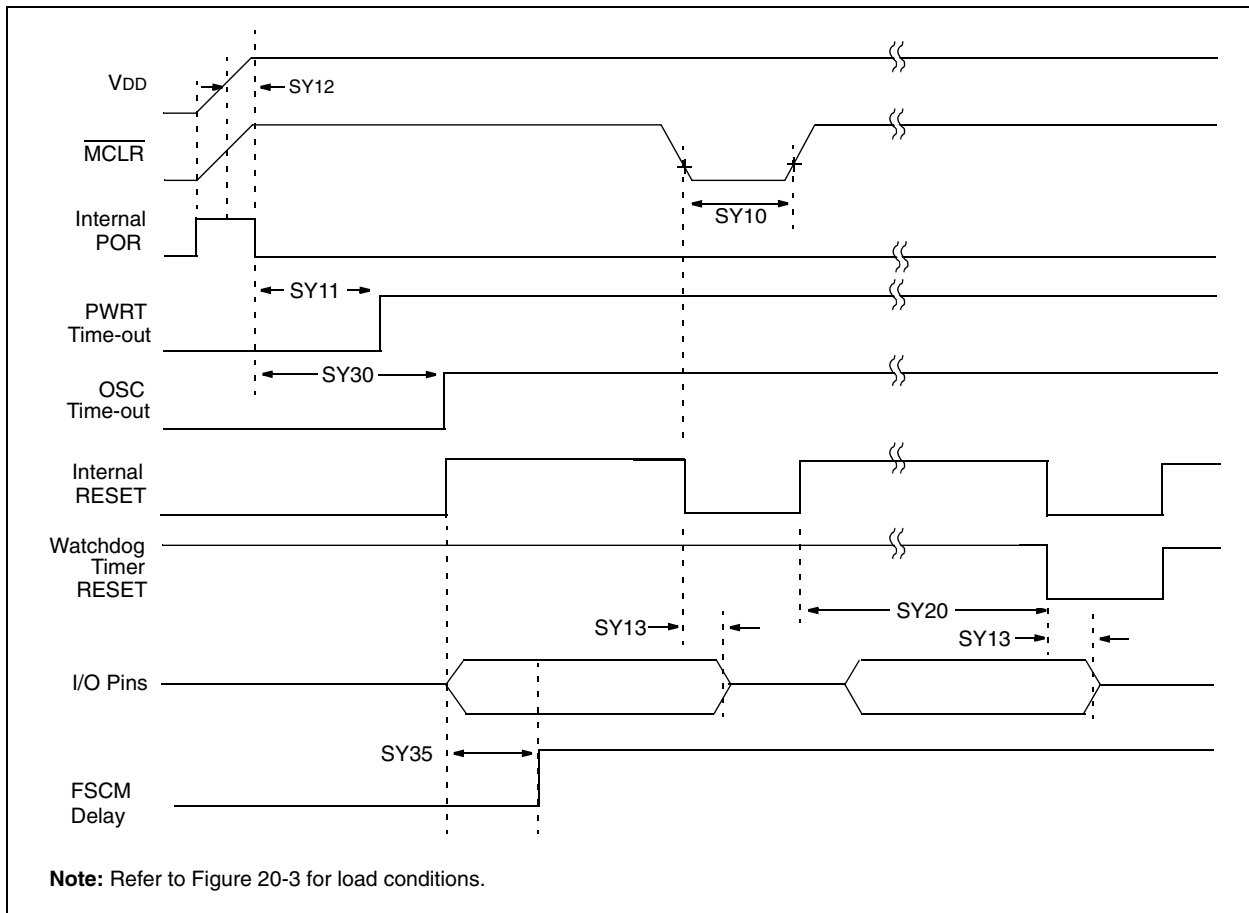 VDD
SY12
MCLR
SY10
Internal
POR
SY11
PWRT
Time-out
SY30
OSC
Time-out
Internal
RESET
Watchdog
Timer
RESET
SY20
SY13
SY13
I/O Pins
SY35
FSCM
Delay
Note: Refer to Figure 20-3 for load conditions.